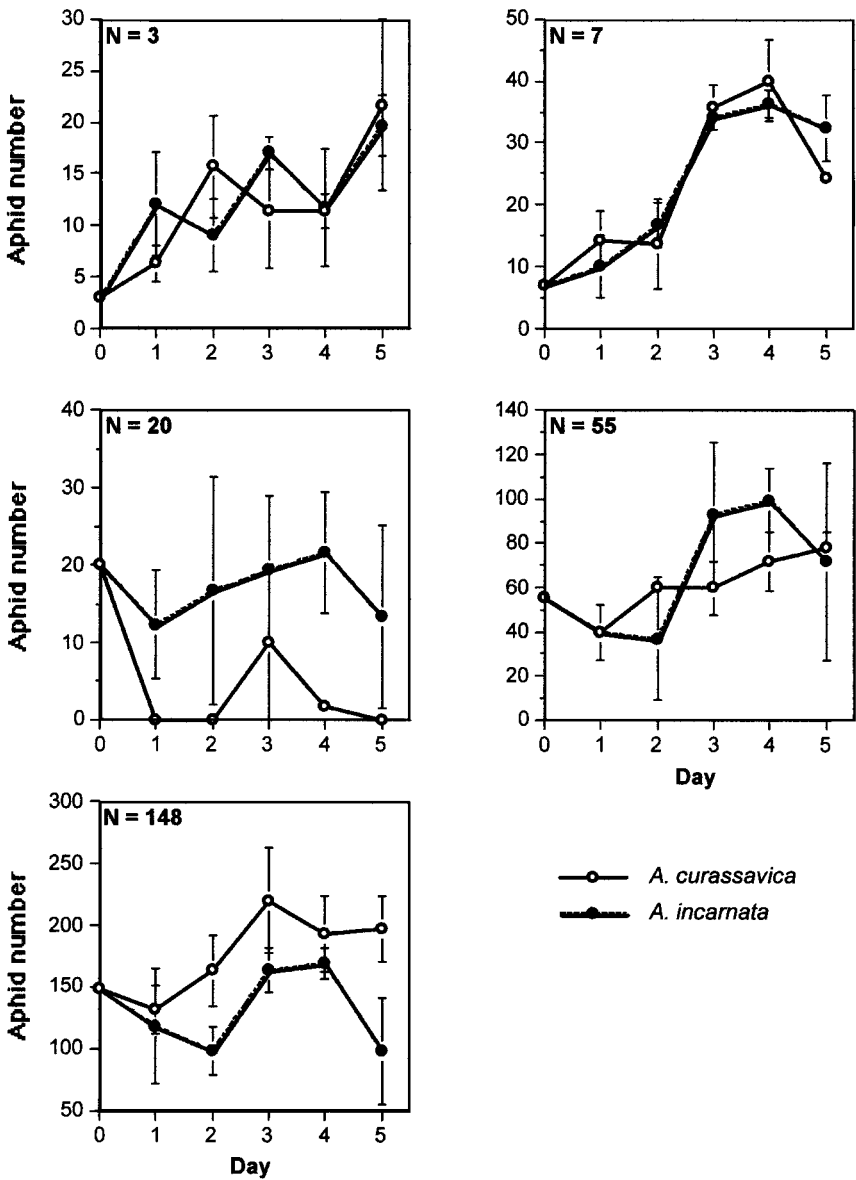 N = 3
Aphid number
30
25
20
15
10
5
0
0 1 2 3 4 5
N = 7
50
40
30
20
10
0
0 1 2 3 4 5
N = 20
Aphid number
40
30
20
10
0
0 1 2 3 4 5
N = 55
140
120
100
80
60
40
20
0
0 1 2 3 4 5
Day
N = 148
Aphid number
300
250
200
150
100
50
0 1 2 3 4 5
Day
A. curassavica
A. incarnata